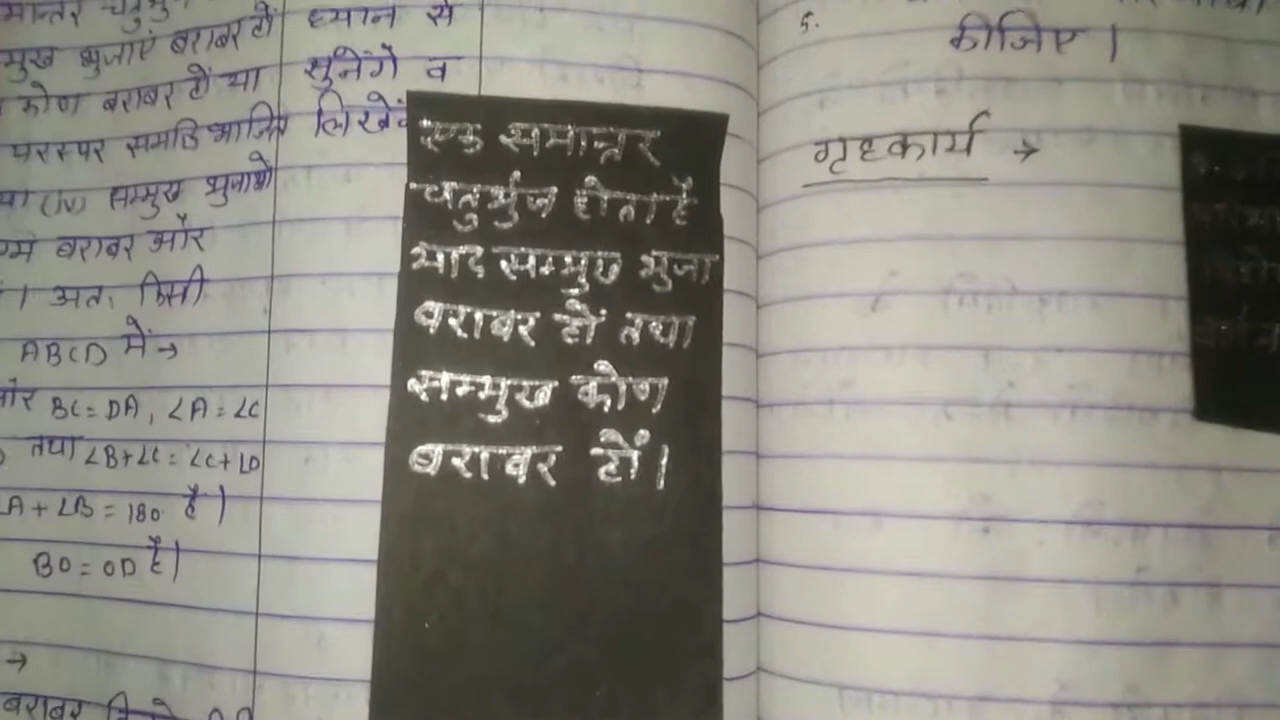 मुख भुजाएं बराबर हों
कोण बराबर हों या
परस्पर समद्विभाजित
(iv) सम्मुख भुजाओं
बराबर और
। अतः किसी
ABCD में →
BC = DA, ∠A = ∠C
तथा ∠B+∠C = ∠C+∠D
∠A + ∠B = 180 है।
BO = OD है।
→
बराबर
ध्यान से
सुनेंगे व
लिखेंगे
एक समान्तर
चतुर्भुज होता है
यदि सम्मुख भुजा
बराबर हों तथा
सम्मुख कोण
बराबर हों।
5.
कीजिए।
गृहकार्य →